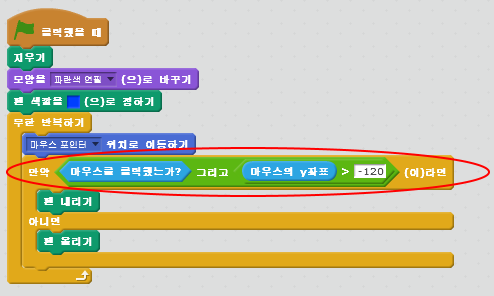 클릭했을 때
지우기
모양을 파란색 연필 (으)로 바꾸기
펜 색깔을 (으)로 정하기
무한 반복하기
마우스 포인터 위치로 이동하기
만약 마우스를 클릭했는가? 그리고 마우스의 y좌표 > -120 (이)라면
펜 내리기
아니면
펜 올리기